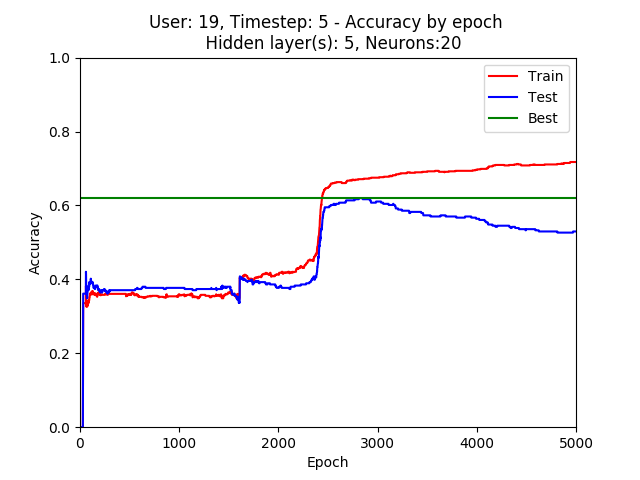 User: 19, Timestep: 5 - Accuracy by epoch
Hidden layer(s): 5, Neurons:20
1.0
0.8
0.6
0.4
0.2
0.0
Accuracy
Train
Test
Best
0
1000
2000
3000
4000
5000
Epoch